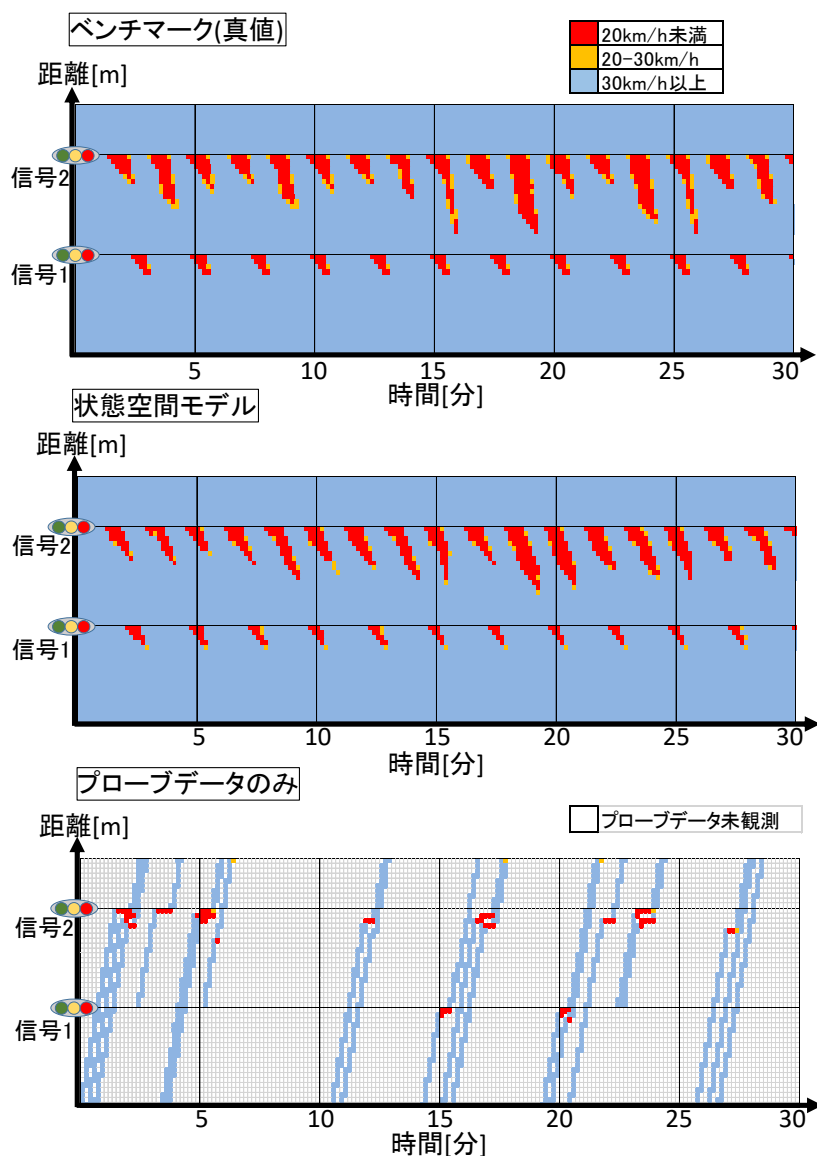 ベンチマーク(真値)
20km/h未満
20-30km/h
30km/h以上
距離[m]
信号2
信号1
5
10
15
20
25
30
時間[分]
状態空間モデル
距離[m]
信号2
信号1
5
10
15
20
25
30
時間[分]
プローブデータのみ
プローブデータ未観測
距離[m]
信号2
信号1
5
10
15
20
25
30
時間[分]